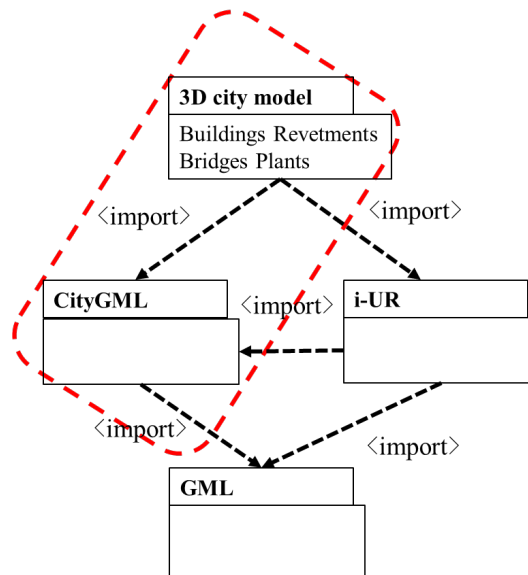 3D city model
Buildings Revetments
Bridges Plants
〈import〉
〈import〉
CityGML
〈import〉
i-UR
〈import〉
〈import〉
GML